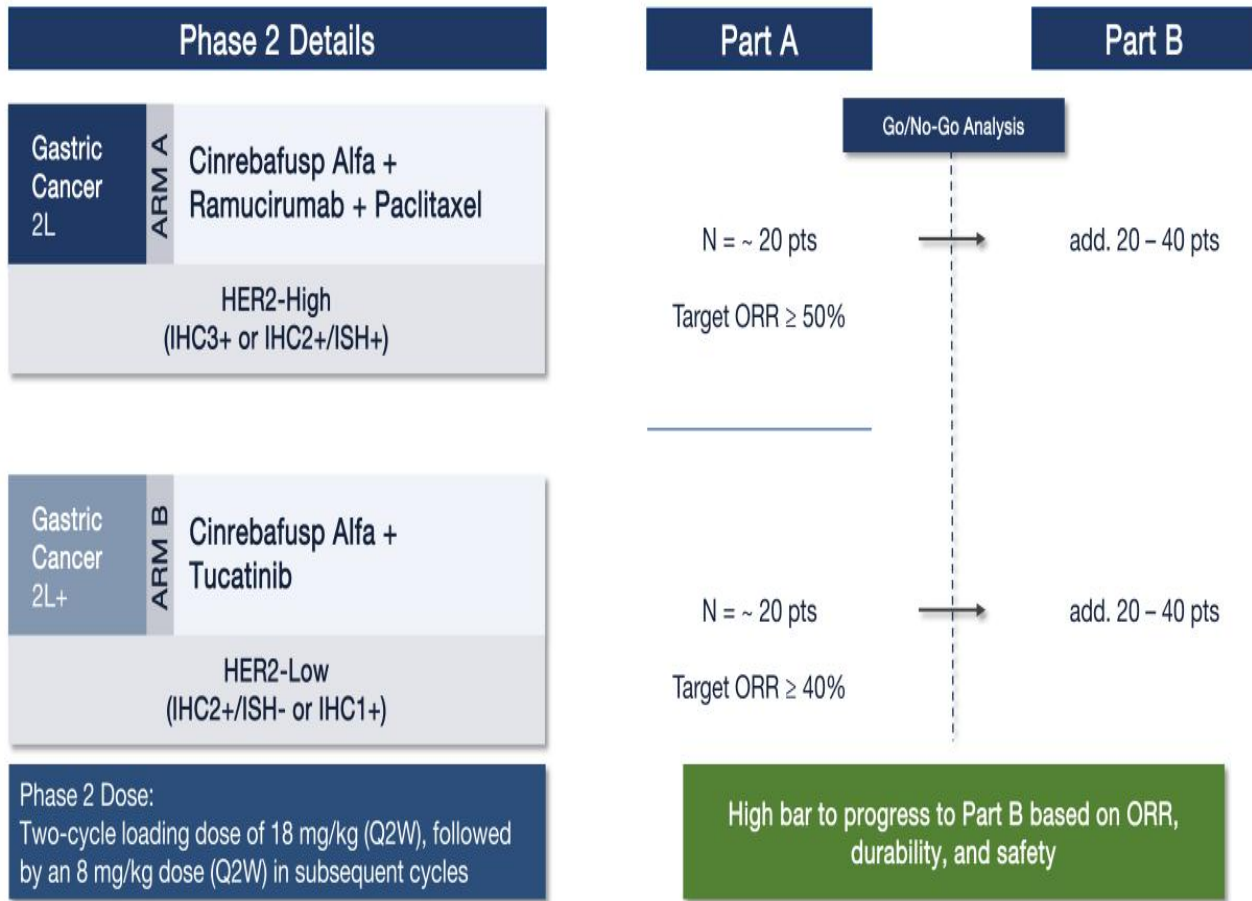 Phase 2 Details
Part A
Part B
Go/No-Go Analysis
Gastric
Cancer
2L
ARM A
Cinrebafusp Alfa +
Ramucirumab + Paclitaxel
HER2-High
(IHC3+ or IHC2+/ISH+)
N = ~ 20 pts
add. 20 – 40 pts
Target ORR ≥ 50%
Gastric
Cancer
2L+
ARM B
Cinrebafusp Alfa +
Tucatinib
HER2-Low
(IHC2+/ISH- or IHC1+)
N = ~ 20 pts
add. 20 – 40 pts
Target ORR ≥ 40%
Phase 2 Dose:
Two-cycle loading dose of 18 mg/kg (Q2W), followed
by an 8 mg/kg dose (Q2W) in subsequent cycles
High bar to progress to Part B based on ORR,
durability, and safety